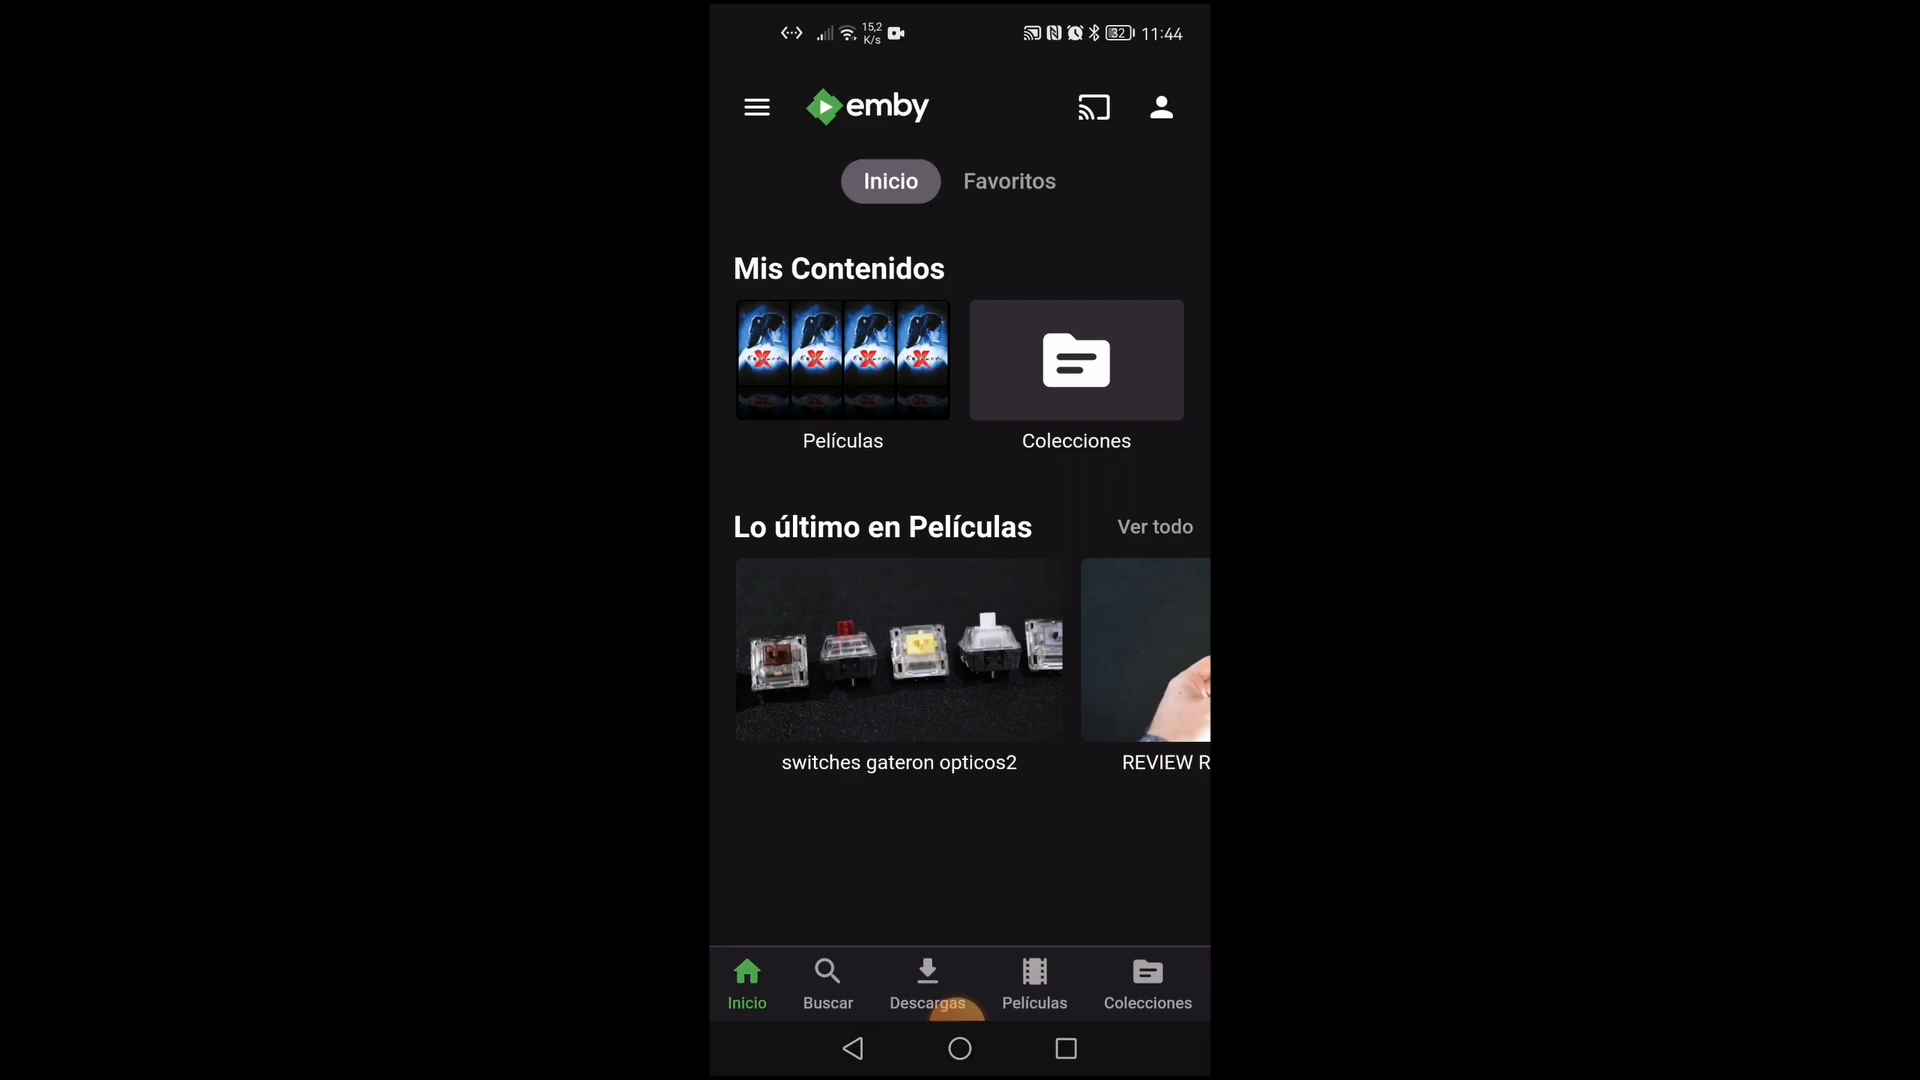 15,2
K/s
32
11:44
emby
Inicio
Favoritos
Mis Contenidos
X
X
X
X
Películas
Colecciones
Lo último en Películas
Ver todo
switches gateron opticos2
REVIEW R
Inicio
Buscar
Descargas
Películas
Colecciones